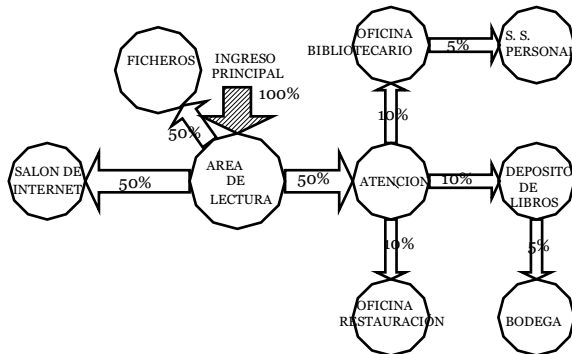 OFICINA
BIBLIOTECARIO
S. S.
PERSONAL
5%
FICHEROS
INGRESO
PRINCIPAL
100%
50%
10%
SALON DE
INTERNET
50%
AREA
DE
LECTURA
50%
ATENCION
10%
DEPOSITO
DE
LIBROS
10%
5%
OFICINA
RESTAURACIÓN
BODEGA